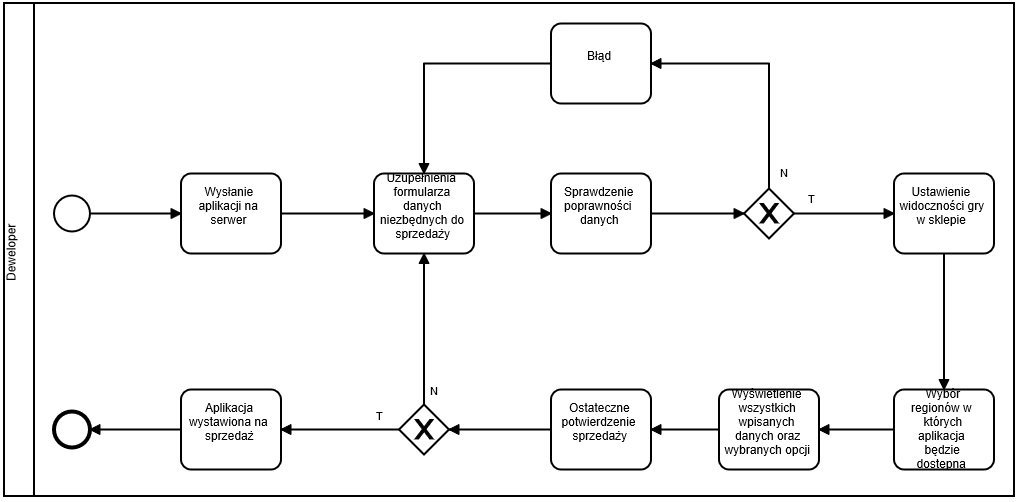 Deweloper
Błąd
N
T
Wysłanie
aplikacji na
serwer
Uzupełnienia
formularza
danych
niezbędnych do
sprzedaży
Sprawdzenie
poprawności
danych
Ustawienie
widoczności gry
w sklepie
Wybór
regionów w
których
aplikacja
będzie
dostępna
Wyświetlenie
wszystkich
wpisanych
danych oraz
wybranych opcji
Ostateczne
potwierdzenie
sprzedaży
N
T
Aplikacja
wystawiona na
sprzedaż